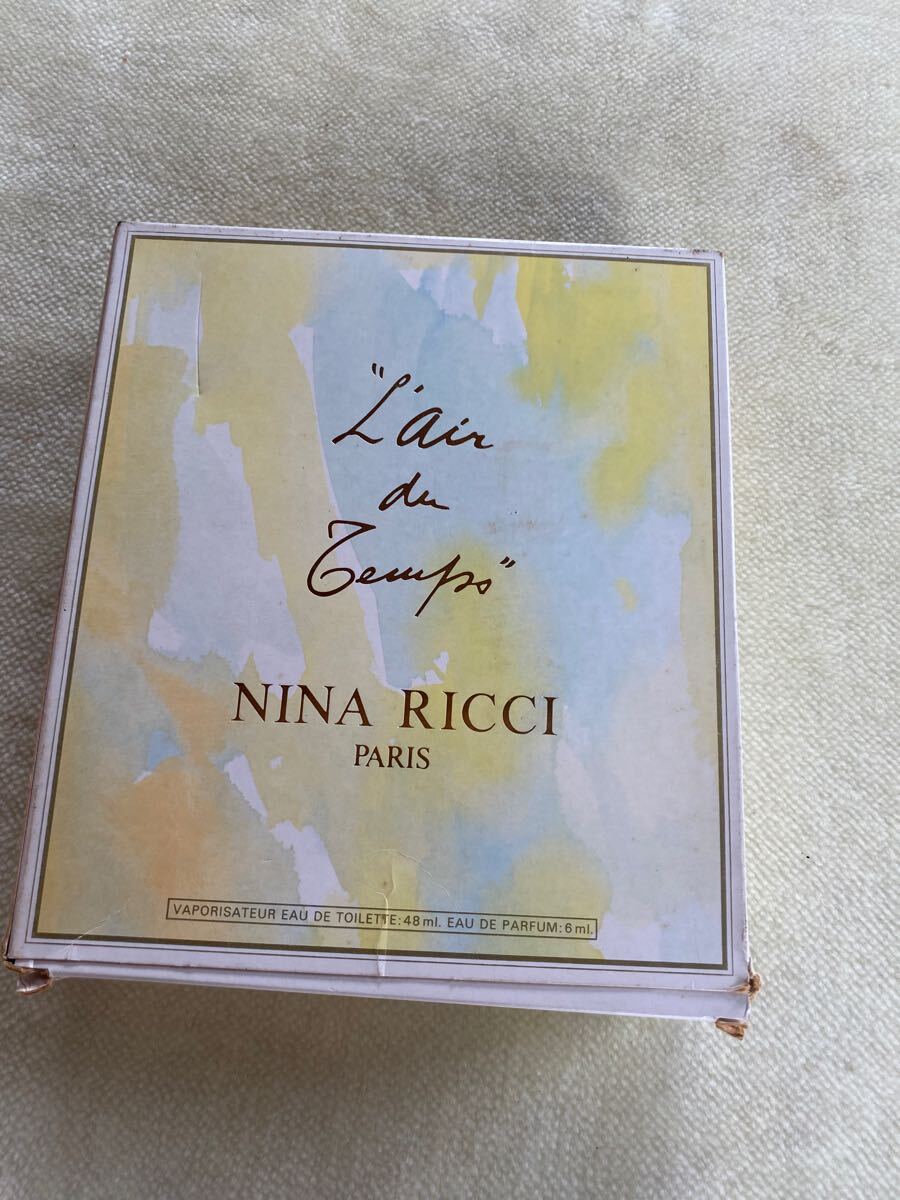 "L'air
du
Temps"
NINA RICCI
PARIS
VAPORISATEUR EAU DE TOILETTE: 48 ml. EAU DE PARFUM: 6 ml.